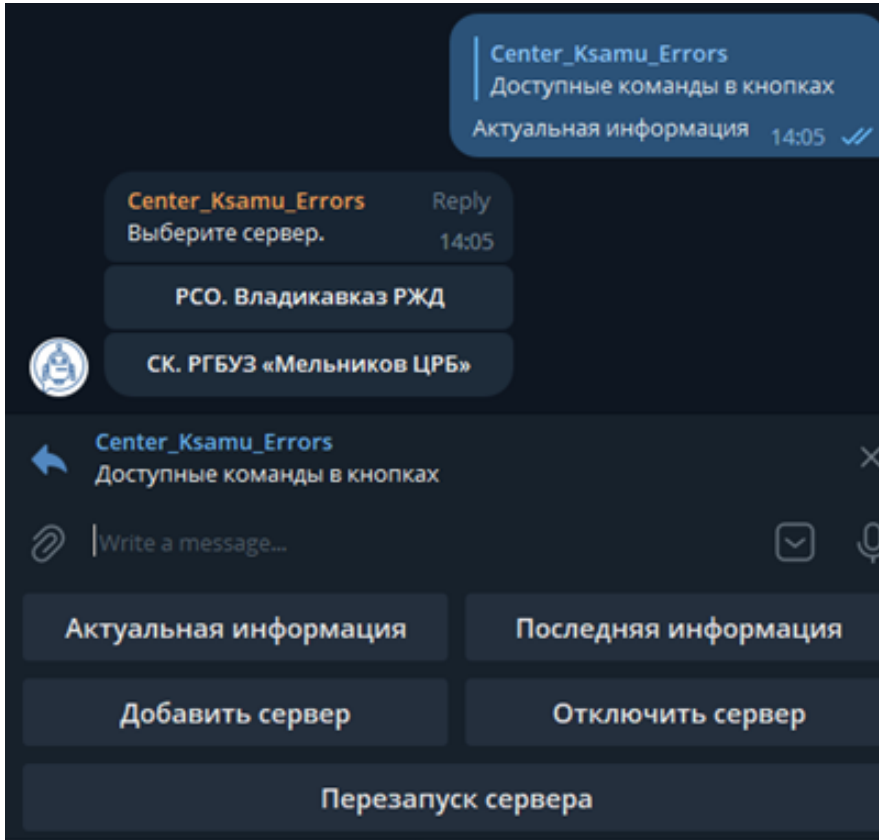 Center_Ksamu_Errors
Доступные команды в кнопках
Актуальная информация 14:05
Center_Ksamu_Errors Reply
Выберите сервер. 14:05
РСО. Владикавказ РЖД
СК. РГБУЗ «Мельников ЦРБ»
Center_Ksamu_Errors
Доступные команды в кнопках
Write a message...
Актуальная информация Последняя информация
Добавить сервер Отключить сервер
Перезапуск сервера